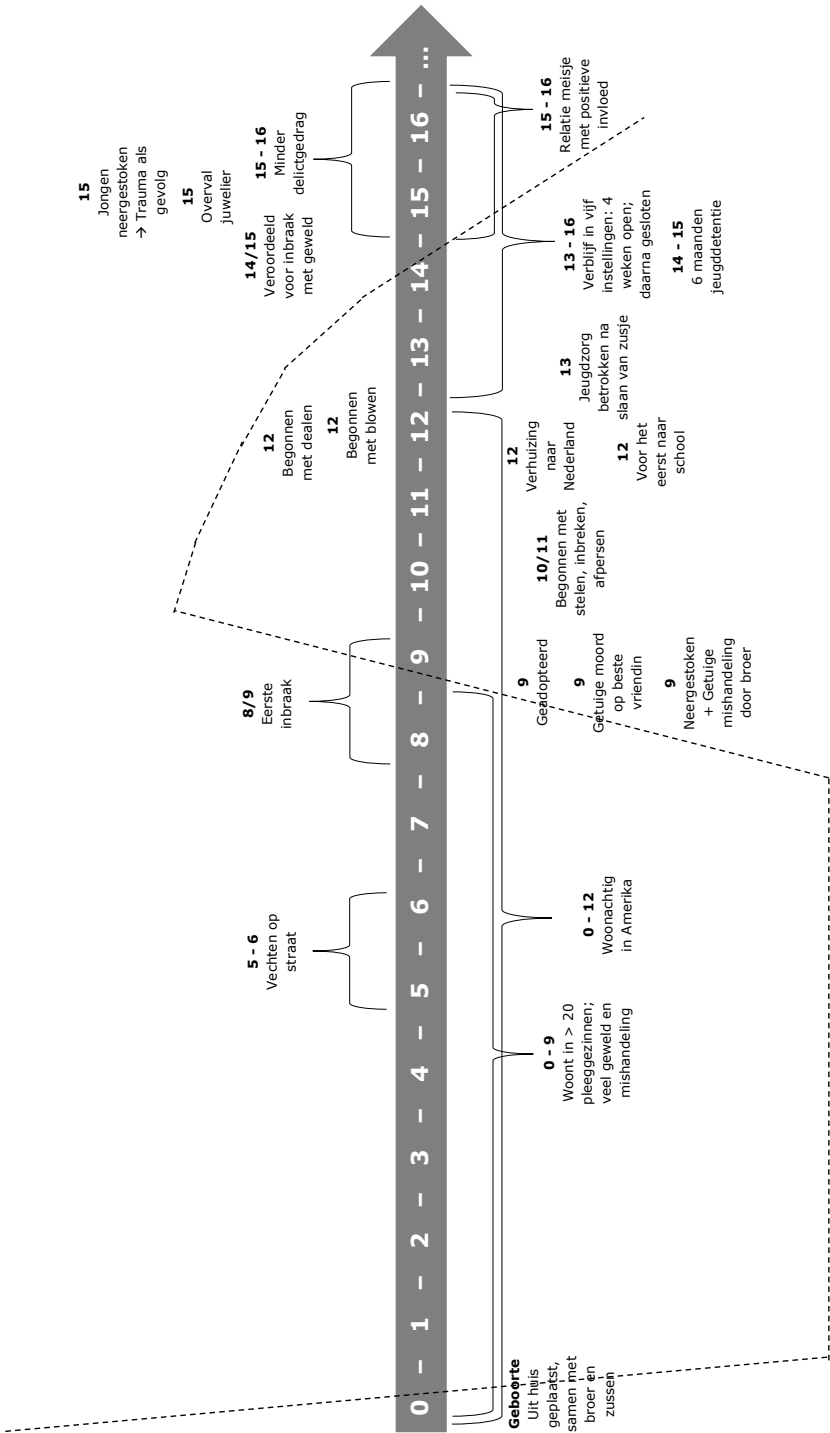 5 - 6
Vechten op
straat
8/9
Eerste
inbraak
12
Begonnen
met dealen
12
Begonnen
met blowen
14/15
Veroordeeld
voor inbraak
met geweld
15
Jongen
neergestoken
→ Trauma als
gevolg
15
Overval
juwelier
15 - 16
Minder
delictgedrag
0 – 1 – 2 – 3 – 4 – 5 – 6 – 7 – 8 – 9 – 10 – 11 – 12 – 13 – 14 – 15 – 16 – ...
Geboorte
Uit huis
geplaatst,
samen met
broer en
zussen
0 - 9
Woont in > 20
pleeggezinnen;
veel geweld en
mishandeling
0 - 12
Woonachtig
in Amerika
9
Geadopteerd
9
Getuige moord
op beste
vriendin
9
Neergestoken
+ Getuige
mishandeling
door broer
10/11
Begonnen met
stelen, inbreken,
afpersen
12
Verhuizing
naar
Nederland
12
Voor het
eerst naar
school
13
Jeugdzorg
betrokken na
slaan van zusje
13 - 16
Verblijf in vijf
instellingen: 4
weken open;
daarna gesloten
14 - 15
6 maanden
jeugddetentie
15 - 16
Relatie meisje
met positieve
invloed